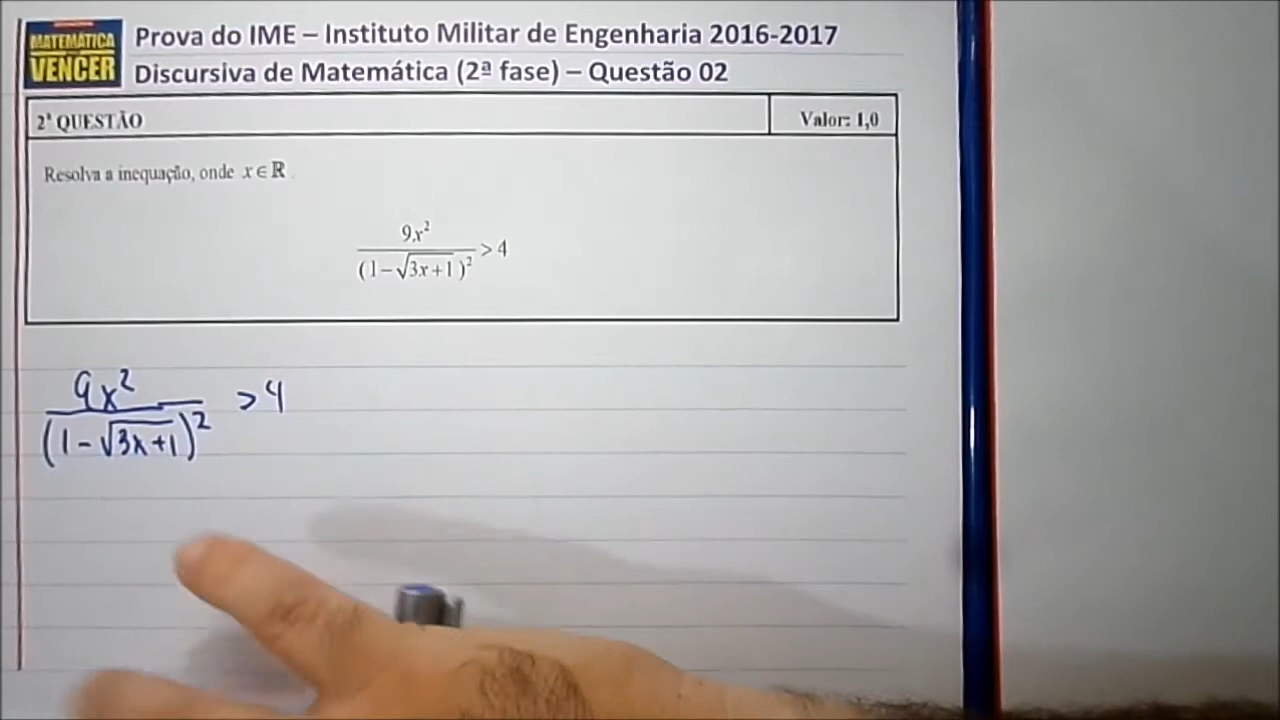 MATEMÁTICA
VENCER
Prova do IME – Instituto Militar de Engenharia 2016-2017
Discursiva de Matemática (2ª fase) – Questão 02
2ª QUESTÃO
Valor: 1,0
Resolva a inequação, onde x ∈ ℝ.
9x²
(1−√3x+1)² > 4
9x²
(1-√3x+1)² > 4